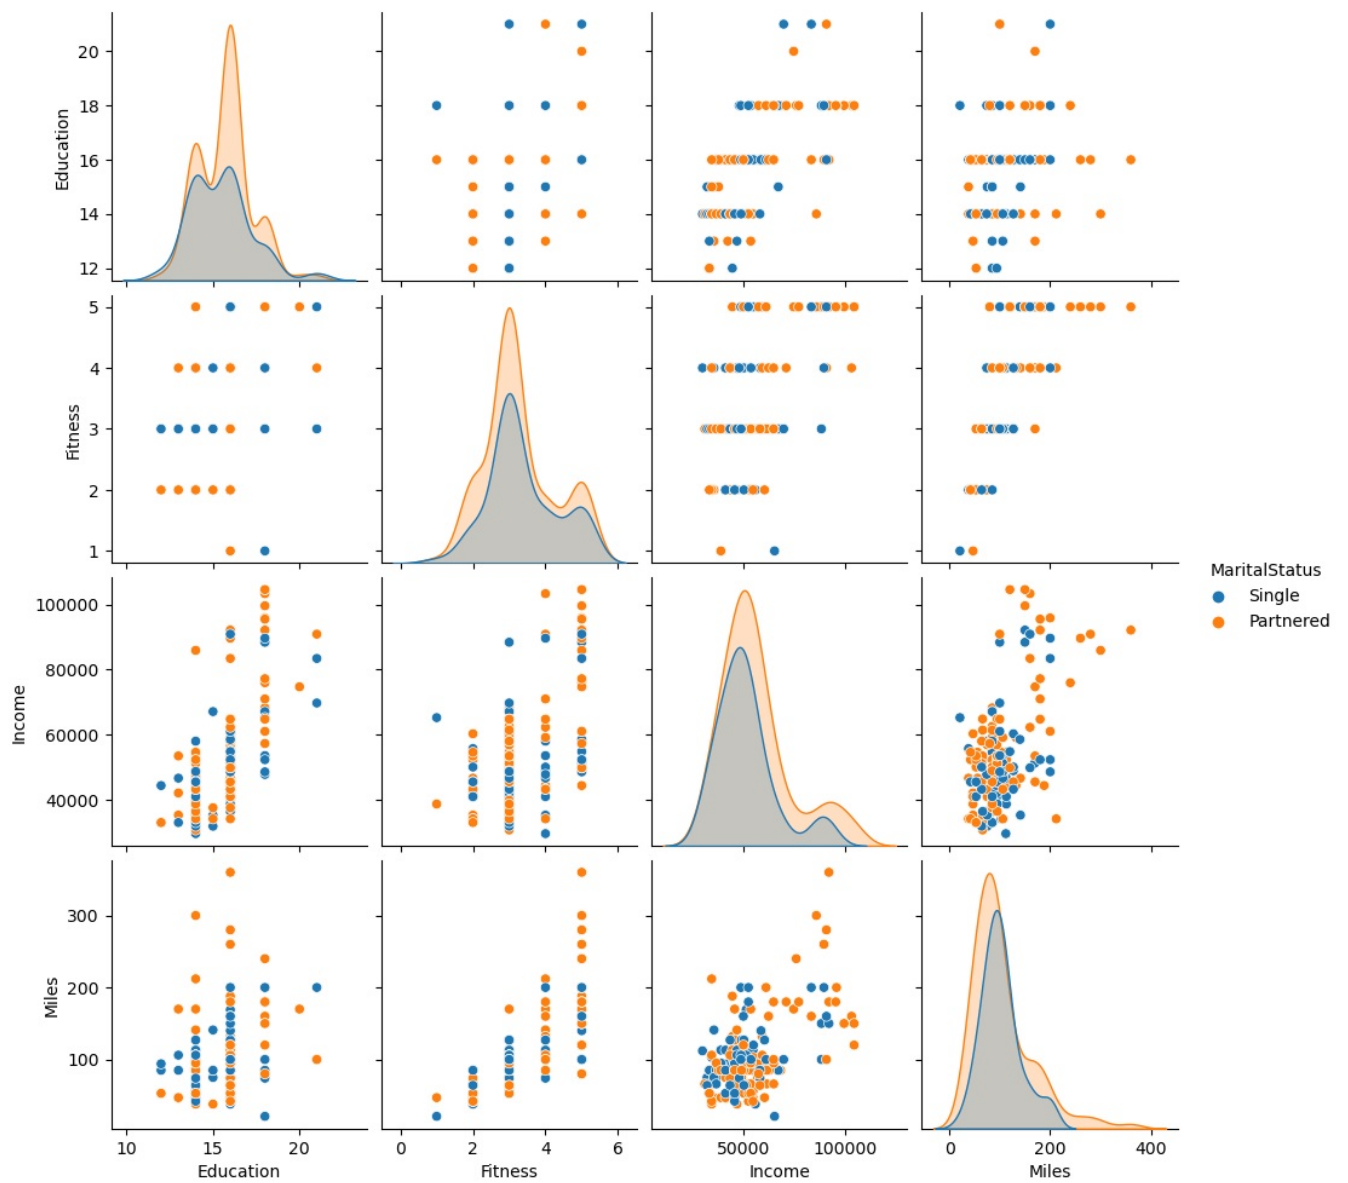 20
18
16
14
12
Education
5
4
3
2
1
Fitness
100000
80000
60000
40000
Income
300
200
100
Miles
10 15 20
Education
0 2 4 6
Fitness
50000 100000
Income
0 200 400
Miles
MaritalStatus
Single
Partnered